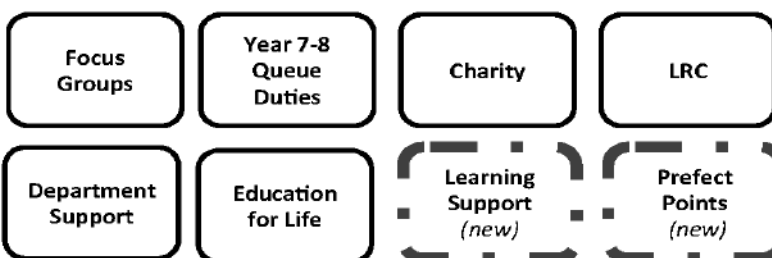 Focus
Groups
Year 7-8
Queue
Duties
Charity
LRC
Department
Support
Education
for Life
Learning
Support
(new)
Prefect
Points
(new)